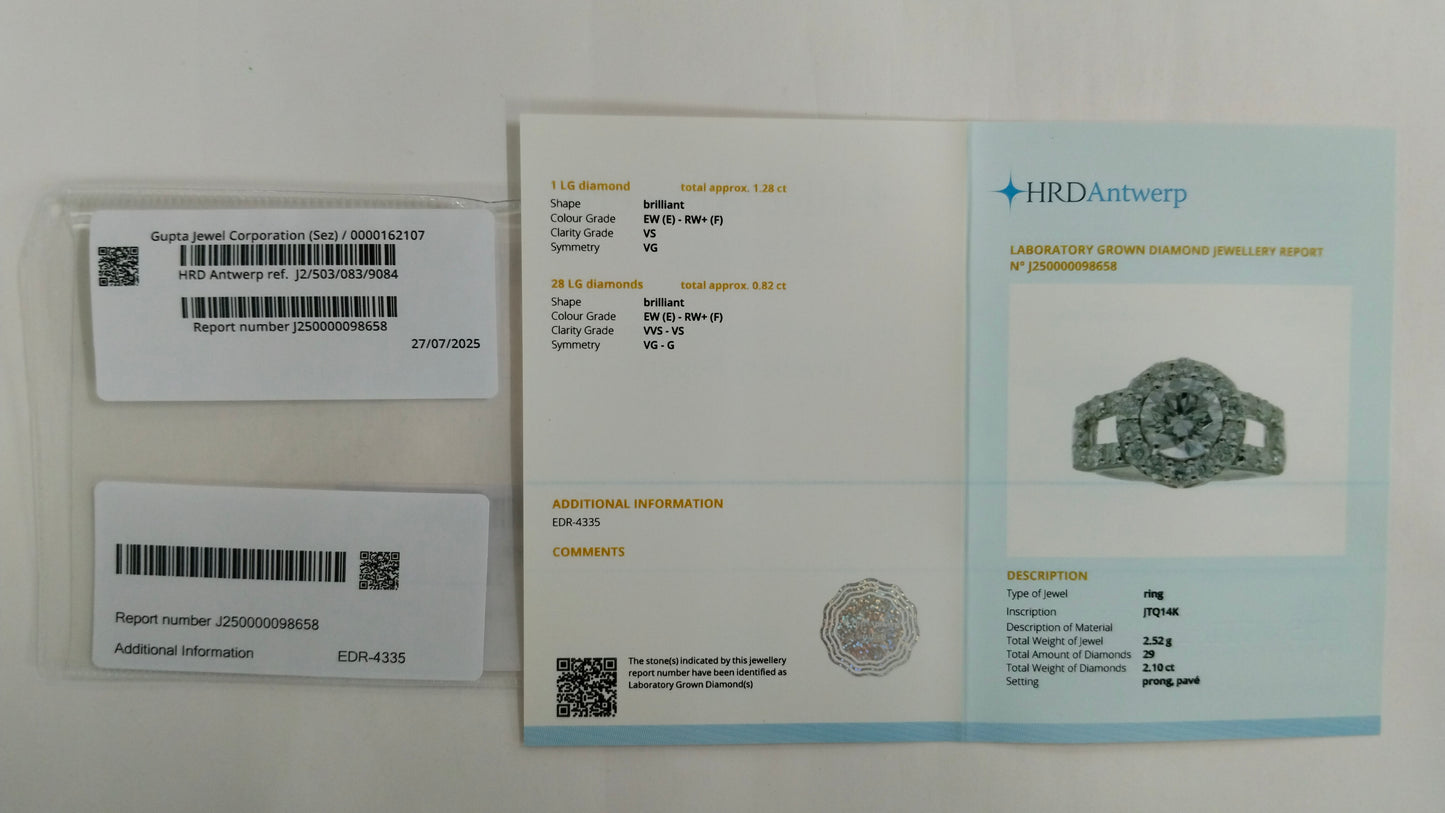 Gupta Jewel Corporation (Sez) / 0000162107
HRD Antwerp ref. J2/503/083/9084
Report number J250000098658
27/07/2025
Report number J250000098658
Additional Information EDR-4335
1 LG diamond total approx. 1.28 ct
Shape brilliant
Colour Grade EW (E) - RW+ (F)
Clarity Grade VS
Symmetry VG
28 LG diamonds total approx. 0.82 ct
Shape brilliant
Colour Grade EW (E) - RW+ (F)
Clarity Grade VVS - VS
Symmetry VG - G
ADDITIONAL INFORMATION
EDR-4335
COMMENTS
The stone(s) indicated by this jewellery
report number have been identified as
Laboratory Grown Diamond(s)
HRDAntwerp
LABORATORY GROWN DIAMOND JEWELLERY REPORT
N° J250000098658
DESCRIPTION
Type of Jewel ring
Inscription JTQ14K
Description of Material
Total Weight of Jewel 2.52 g
Total Amount of Diamonds 29
Total Weight of Diamonds 2.10 ct
Setting prong, pavé